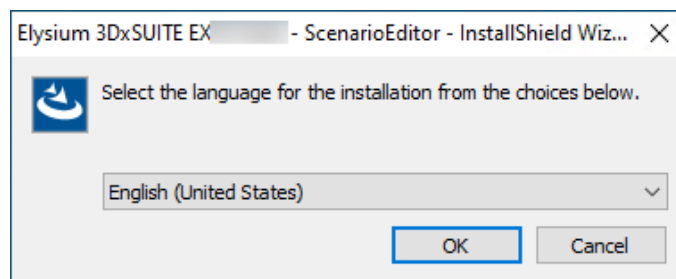 Elysium 3DxSUITE EX - ScenarioEditor - InstallShield Wiz...
Select the language for the installation from the choices below.
English (United States)
OK
Cancel